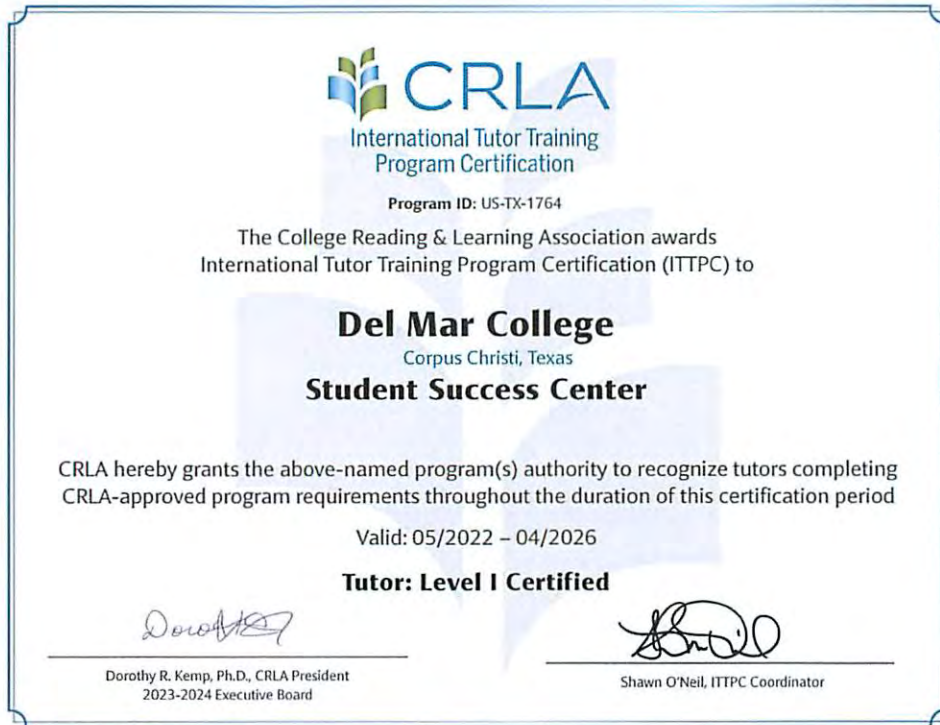 CRLA
International Tutor Training
Program Certification
Program ID: US-TX-1764
The College Reading & Learning Association awards
International Tutor Training Program Certification (ITTPC) to
Del Mar College
Corpus Christi, Texas
Student Success Center
CRLA hereby grants the above-named program(s) authority to recognize tutors completing
CRLA-approved program requirements throughout the duration of this certification period
Valid: 05/2022 – 04/2026
Tutor: Level I Certified
Dorothy R. Kemp, Ph.D., CRLA President
2023-2024 Executive Board
Shawn O'Neil, ITTPC Coordinator